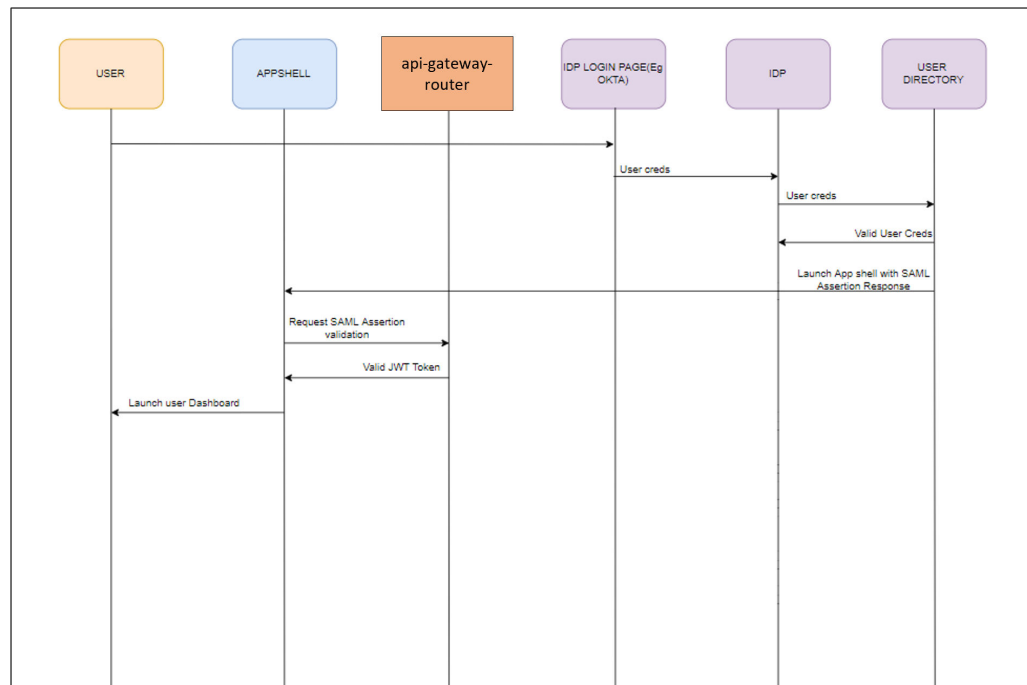 USER
APPSHELL
api-gateway-
router
IDP LOGIN PAGE(Eg
OKTA)
IDP
USER
DIRECTORY
User creds
User creds
Valid User Creds
Launch App shell with SAML
Assertion Response
Request SAML Assertion
validation
Valid JWT Token
Launch user Dashboard